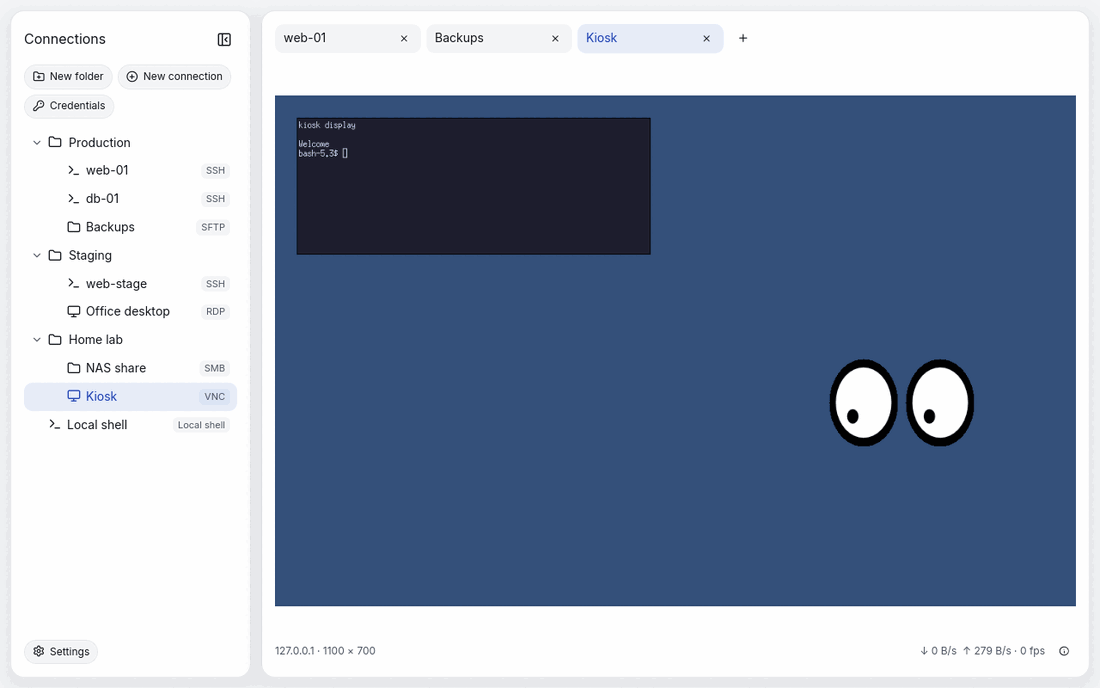 Connections
New folder
New connection
Credentials
Production
web-01 SSH
db-01 SSH
Backups SFTP
Staging
web-stage SSH
Office desktop RDP
Home lab
NAS share SMB
Kiosk VNC
Local shell Local shell
Settings
web-01 Backups Kiosk
kiosk display
Welcome
bash-5.3$
127.0.0.1 · 1100 × 700
↓ 0 B/s ↑ 279 B/s · 0 fps